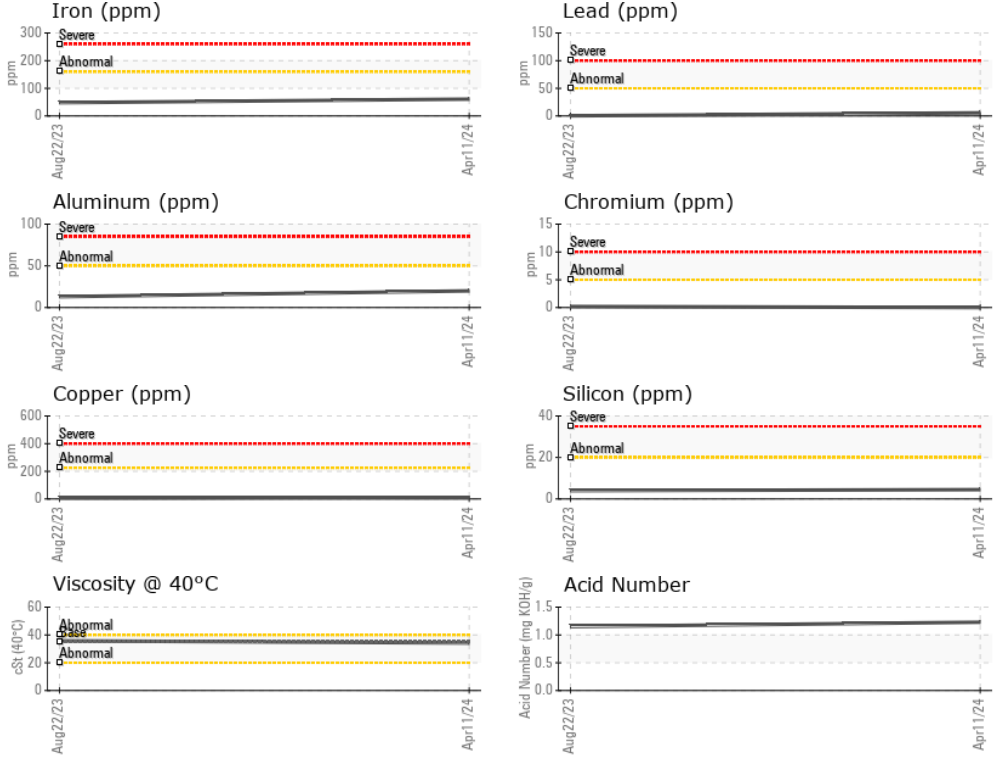 Iron (ppm)
ppm
300
200
100
0
Severe
Abnormal
Aug22/23
Apr11/24
Lead (ppm)
ppm
150
100
50
0
Severe
Abnormal
Aug22/23
Apr11/24
Aluminum (ppm)
ppm
100
50
0
Severe
Abnormal
Aug22/23
Apr11/24
Chromium (ppm)
ppm
15
10
5
0
Severe
Abnormal
Aug22/23
Apr11/24
Copper (ppm)
ppm
600
400
200
0
Severe
Abnormal
Aug22/23
Apr11/24
Silicon (ppm)
ppm
40
20
0
Severe
Abnormal
Aug22/23
Apr11/24
Viscosity @ 40°C
cSt (40°C)
60
40
20
0
Abnormal
Base
Abnormal
Aug22/23
Apr11/24
Acid Number
Acid Number (mg KOH/g)
1.5
1.0
0.5
0.0
Aug22/23
Apr11/24